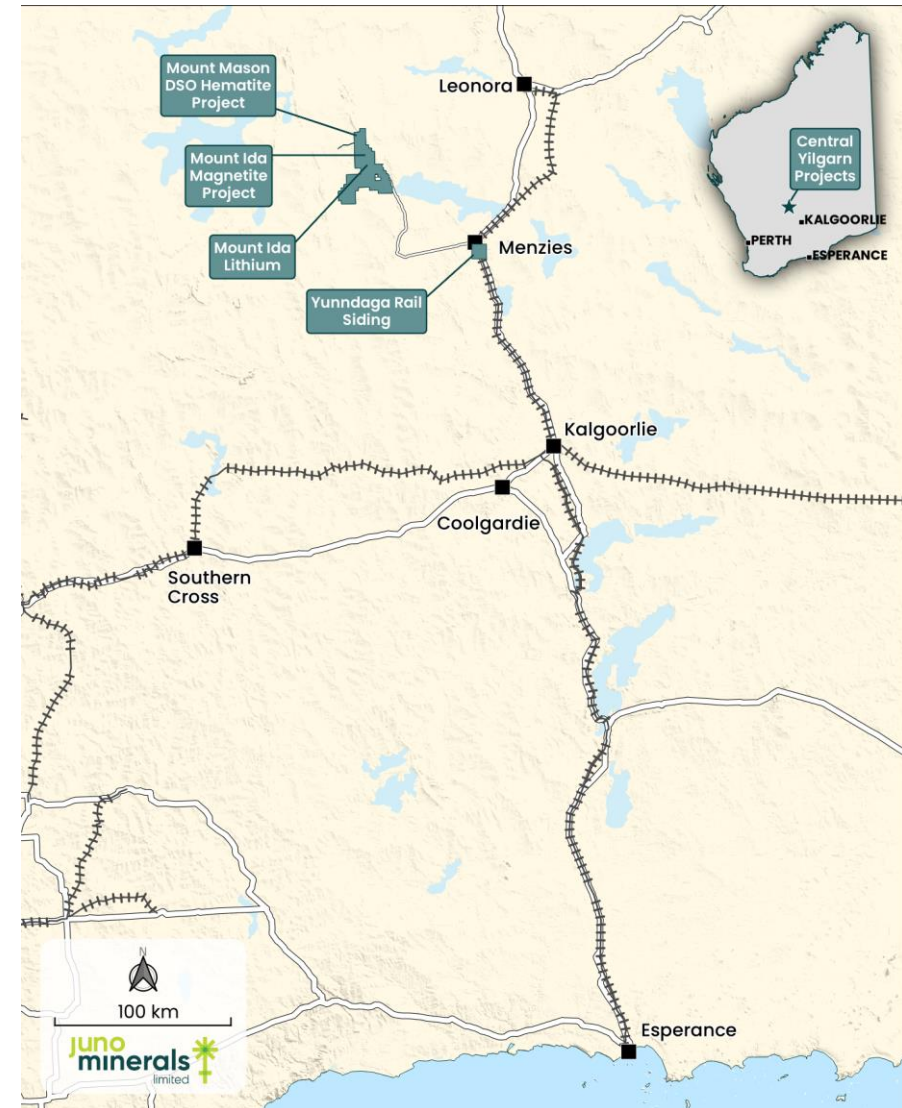 Mount Mason
DSO Hematite
Project
Mount Ida
Magnetite
Project
Mount Ida
Lithium
Yunndaga Rail
Siding
Leonora
Menzies
Central
Yilgarn
Projects
KALGOORLIE
PERTH
ESPERANCE
Kalgoorlie
Coolgardie
Southern
Cross
Esperance
N
100 km
juno
minerals
limited